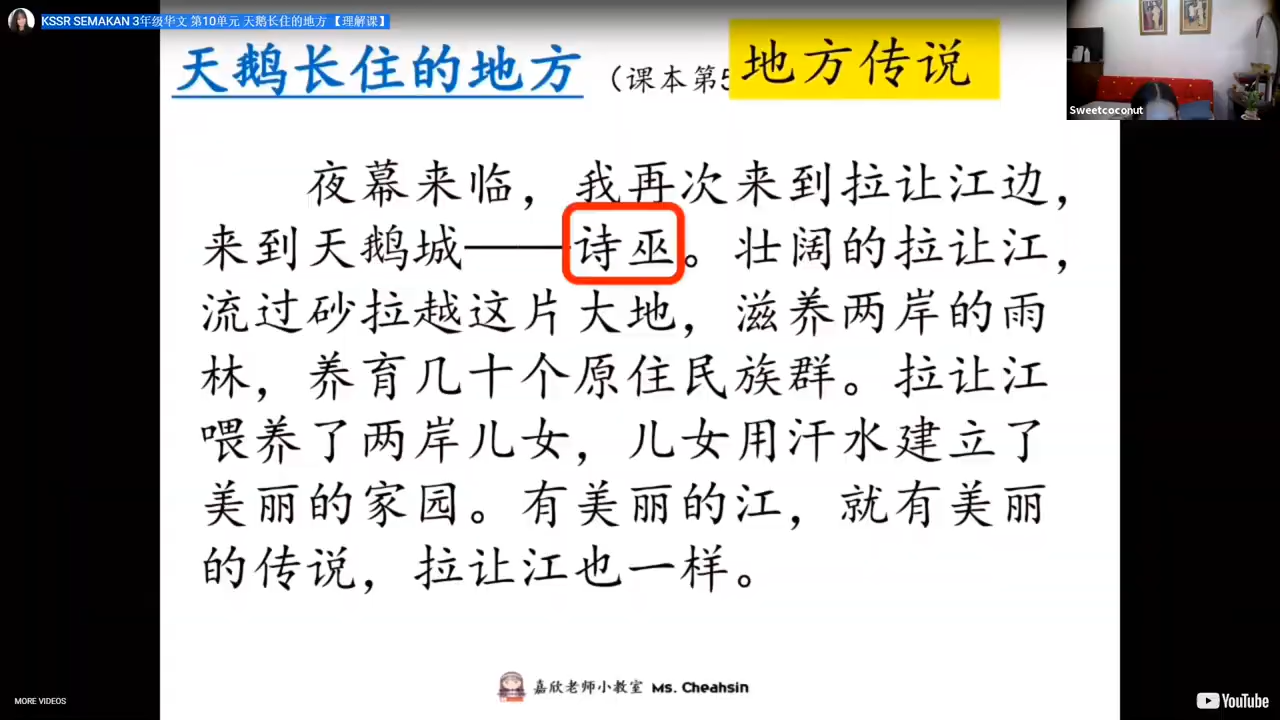 KSSR SEMAKAN 3年级华文 第10单元 天鹅长住的地方 【理解课】
天鹅长住的地方 (课本第
地方传说
Sweetcoconut
夜幕来临，我再次来到拉让江边，
来到天鹅城——诗巫。壮阔的拉让江，
流过砂拉越这片大地，滋养两岸的雨
林，养育几十个原住民族群。拉让江
喂养了两岸儿女，儿女用汗水建立了
美丽的家园。有美丽的江，就有美丽
的传说，拉让江也一样。
嘉欣老师小教室 Ms. Cheahsin
MORE VIDEOS
YouTube